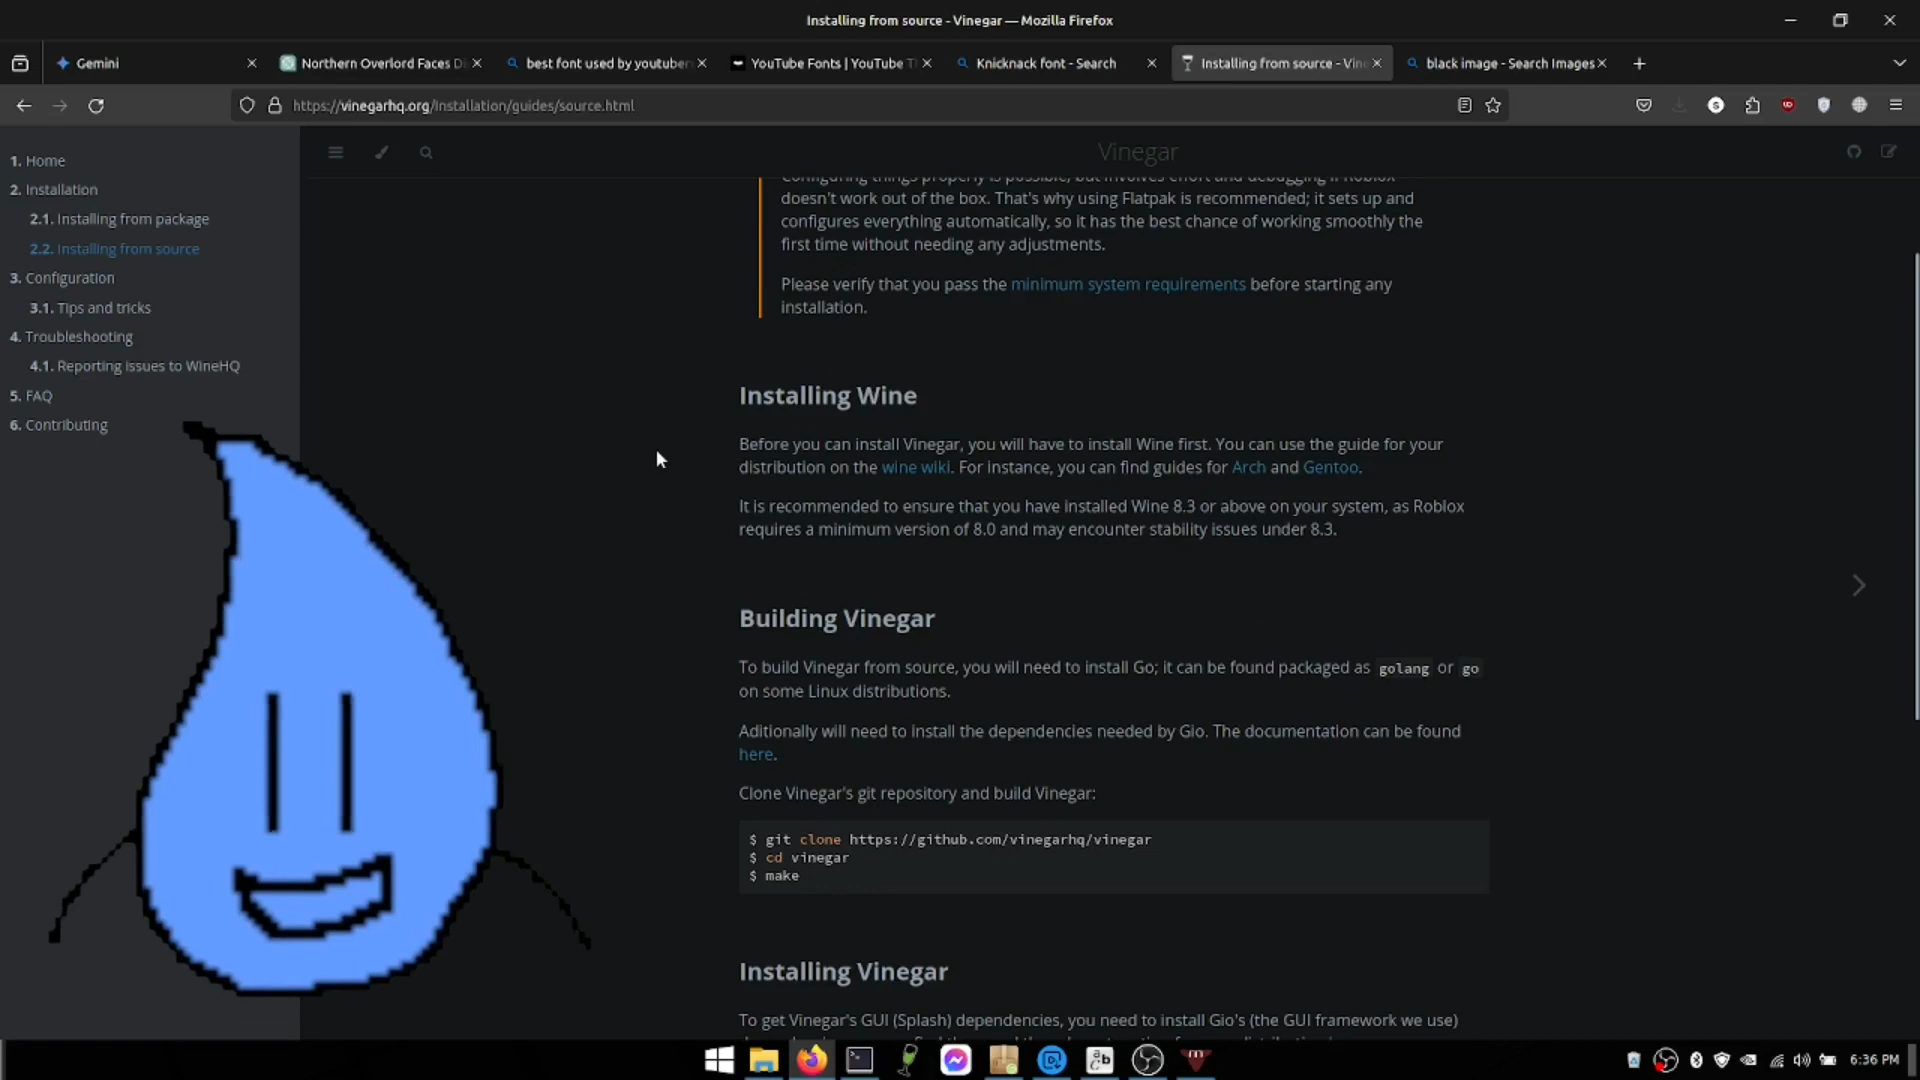 Installing from source - Vinegar — Mozilla Firefox
Gemini
Northern Overlord Faces D
best font used by youtuber
YouTube Fonts | YouTube T
Knicknack font - Search
Installing from source - Vine
black image - Search Images
https://vinegarhq.org/Installation/guides/source.html
1. Home
2. Installation
2.1. Installing from package
2.2. Installing from source
3. Configuration
3.1. Tips and tricks
4. Troubleshooting
4.1. Reporting issues to WineHQ
5. FAQ
6. Contributing
Vinegar
Configuring things properly is possible, but involves effort and debugging if Roblox
doesn't work out of the box. That's why using Flatpak is recommended; it sets up and
configures everything automatically, so it has the best chance of working smoothly the
first time without needing any adjustments.
Please verify that you pass the minimum system requirements before starting any
installation.
Installing Wine
Before you can install Vinegar, you will have to install Wine first. You can use the guide for your
distribution on the wine wiki. For instance, you can find guides for Arch and Gentoo.
It is recommended to ensure that you have installed Wine 8.3 or above on your system, as Roblox
requires a minimum version of 8.0 and may encounter stability issues under 8.3.
Building Vinegar
To build Vinegar from source, you will need to install Go; it can be found packaged as golang or go
on some Linux distributions.
Aditionally will need to install the dependencies needed by Gio. The documentation can be found
here.
Clone Vinegar's git repository and build Vinegar:
$ git clone https://github.com/vinegarhq/vinegar
$ cd vinegar
$ make
Installing Vinegar
To get Vinegar's GUI (Splash) dependencies, you need to install Gio's (the GUI framework we use)
6:36 PM